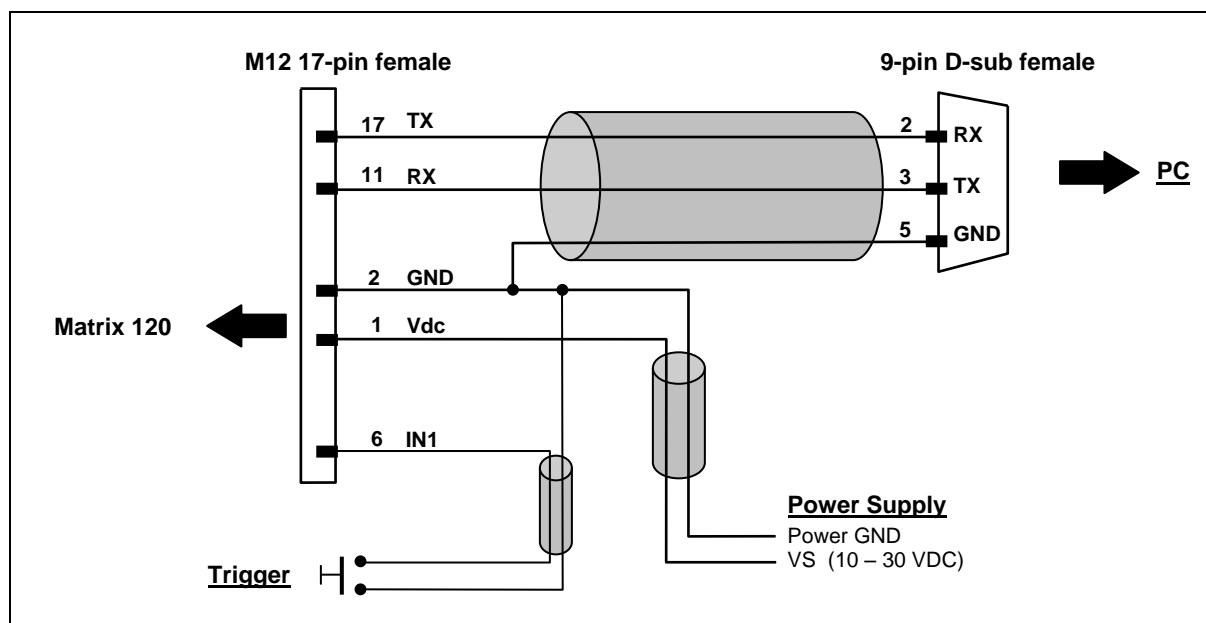 M12 17-pin female
9-pin D-sub female
17 TX
2 RX
11 RX
3 TX
PC
5 GND
2 GND
Matrix 120
1 Vdc
6 IN1
Power Supply
Power GND
VS (10 – 30 VDC)
Trigger